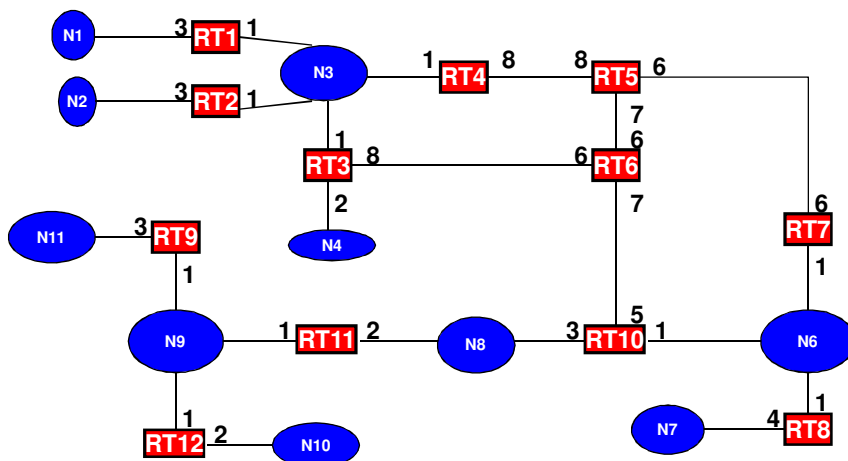 N1 3 RT1 1
N3 1 RT4 8 8 RT5 6
N2 3 RT2 1
7
1 6
RT3 8 6 RT6
2 7
6
N11 3 RT9 N4 RT7
1 1
5
N9 1 RT11 2 N8 3 RT10 1 N6
1 1
RT12 2 N10 N7 4 RT8